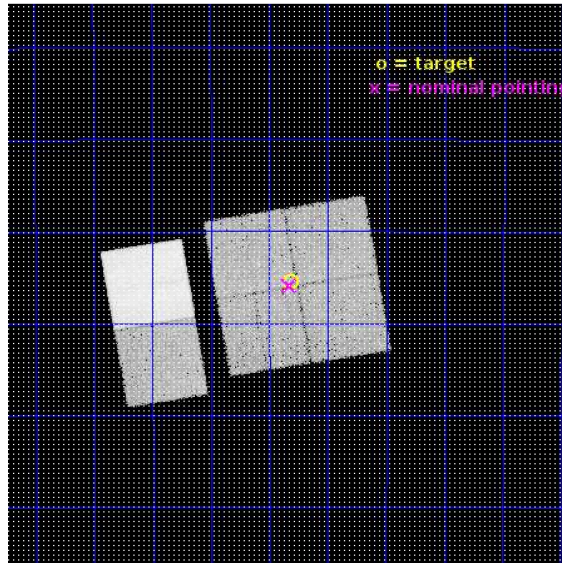 o = target
x = nominal pointing